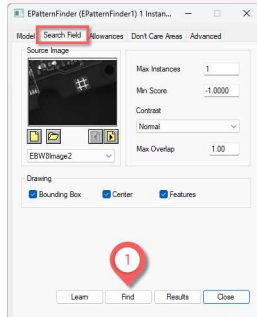 EPatternFinder (EPatternFinder1) 1 Instan...
Model Search Field Allowances Don't Care Areas Advanced
Source Image
Max Instances 1
Min Score -1.0000
Contrast
Normal
Max Overlap 1.00
EBW8Image2
Drawing
Bounding Box Center Features
1
Learn Find Results Close